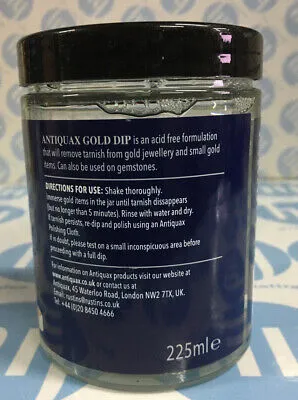 ANTIQUAX GOLD DIP is an acid free formulation
that will remove tarnish from gold jewellery and small gold
items. Can also be used on gemstones.
DIRECTIONS FOR USE: Shake thoroughly.
Immerse gold items in the jar until tarnish dissappears
(but no longer than 5 minutes). Rinse with water and dry.
If tarnish persists, re-dip and polish using an Antiquax
Polishing Cloth.
If in doubt, please test on a small inconspicuous area before
proceeding with a full dip.
For information on Antiquax products visit our website at
www.antiquax.co.uk or contact us at
Antiquax, 45 Waterloo Road, London NW2 7TX, UK.
Email: rustins@rustins.co.uk
Tel: +44 (0)20 8450 4666
225ml e